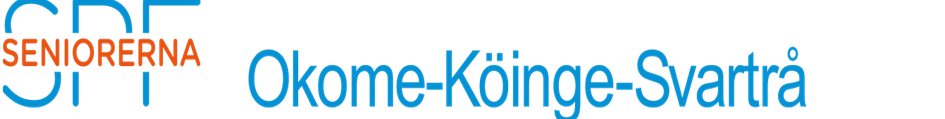 SPF
SENIORERNA
Okome-Köinge-Svartrå